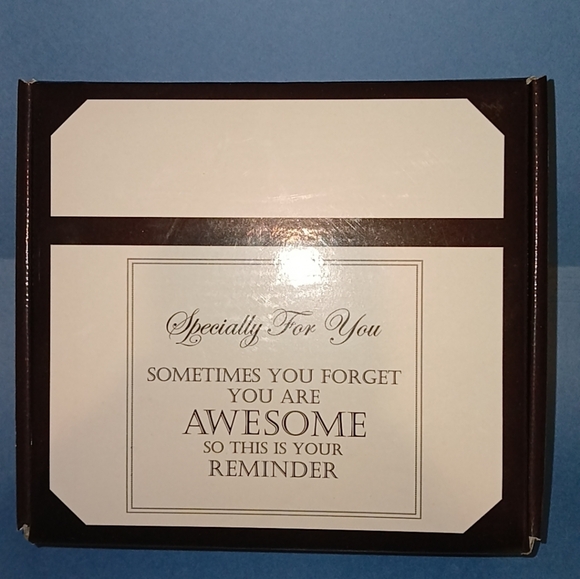 Specially For You
SOMETIMES YOU FORGET
YOU ARE
AWESOME
SO THIS IS YOUR
REMINDER